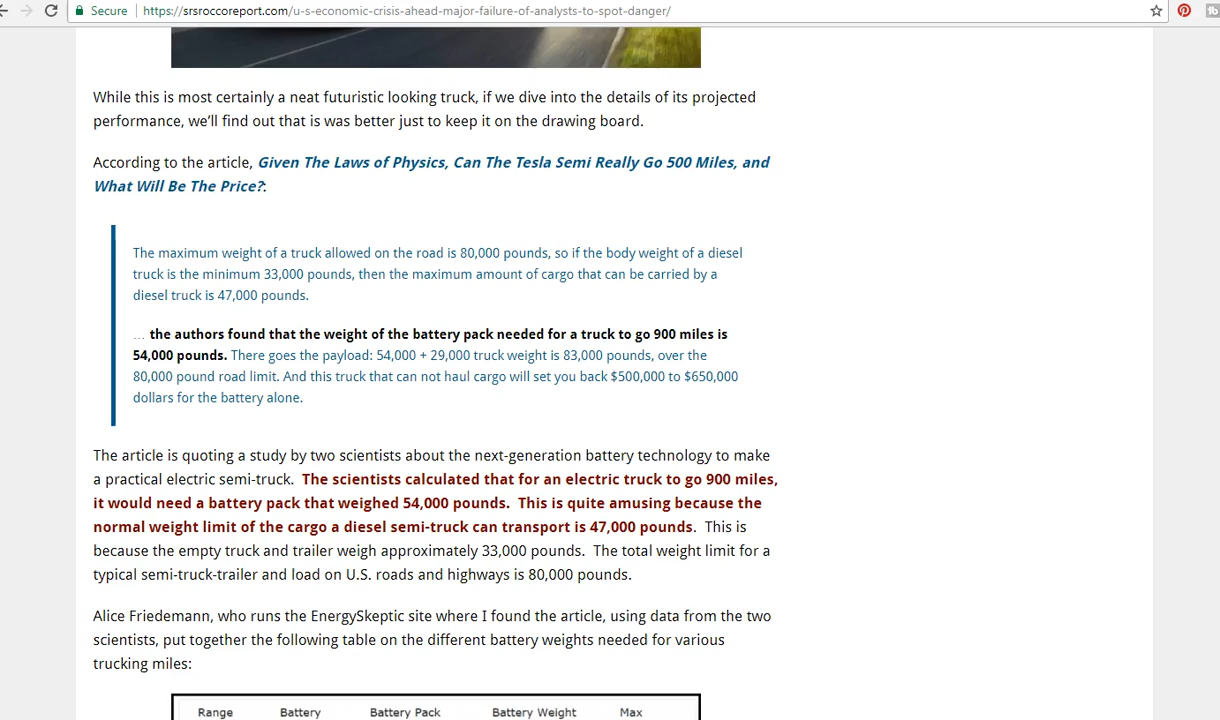 Secure https://srsroccoreport.com/u-s-economic-crisis-ahead-major-failure-of-analysts-to-spot-danger/
While this is most certainly a neat futuristic looking truck, if we dive into the details of its projected
performance, we'll find out that is was better just to keep it on the drawing board.
According to the article, Given The Laws of Physics, Can The Tesla Semi Really Go 500 Miles, and
What Will Be The Price?:
The maximum weight of a truck allowed on the road is 80,000 pounds, so if the body weight of a diesel
truck is the minimum 33,000 pounds, then the maximum amount of cargo that can be carried by a
diesel truck is 47,000 pounds.
… the authors found that the weight of the battery pack needed for a truck to go 900 miles is
54,000 pounds. There goes the payload: 54,000 + 29,000 truck weight is 83,000 pounds, over the
80,000 pound road limit. And this truck that can not haul cargo will set you back $500,000 to $650,000
dollars for the battery alone.
The article is quoting a study by two scientists about the next-generation battery technology to make
a practical electric semi-truck. The scientists calculated that for an electric truck to go 900 miles,
it would need a battery pack that weighed 54,000 pounds. This is quite amusing because the
normal weight limit of the cargo a diesel semi-truck can transport is 47,000 pounds. This is
because the empty truck and trailer weigh approximately 33,000 pounds. The total weight limit for a
typical semi-truck-trailer and load on U.S. roads and highways is 80,000 pounds.
Alice Friedemann, who runs the EnergySkeptic site where I found the article, using data from the two
scientists, put together the following table on the different battery weights needed for various
trucking miles:
Range Battery Battery Pack Battery Weight Max